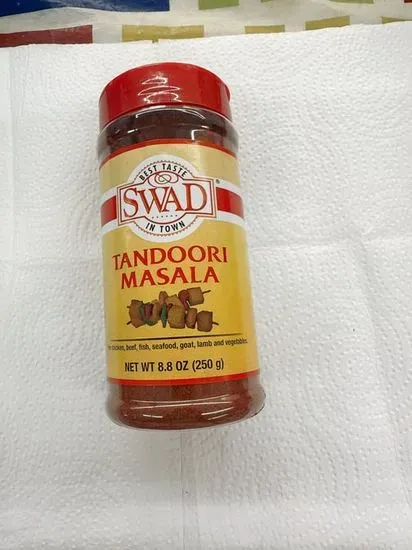 BEST TASTE
SWAD®
IN TOWN
TANDOORI
MASALA
chicken, beef, fish, seafood, goat, lamb and vegetables.
NET WT 8.8 OZ (250 g)